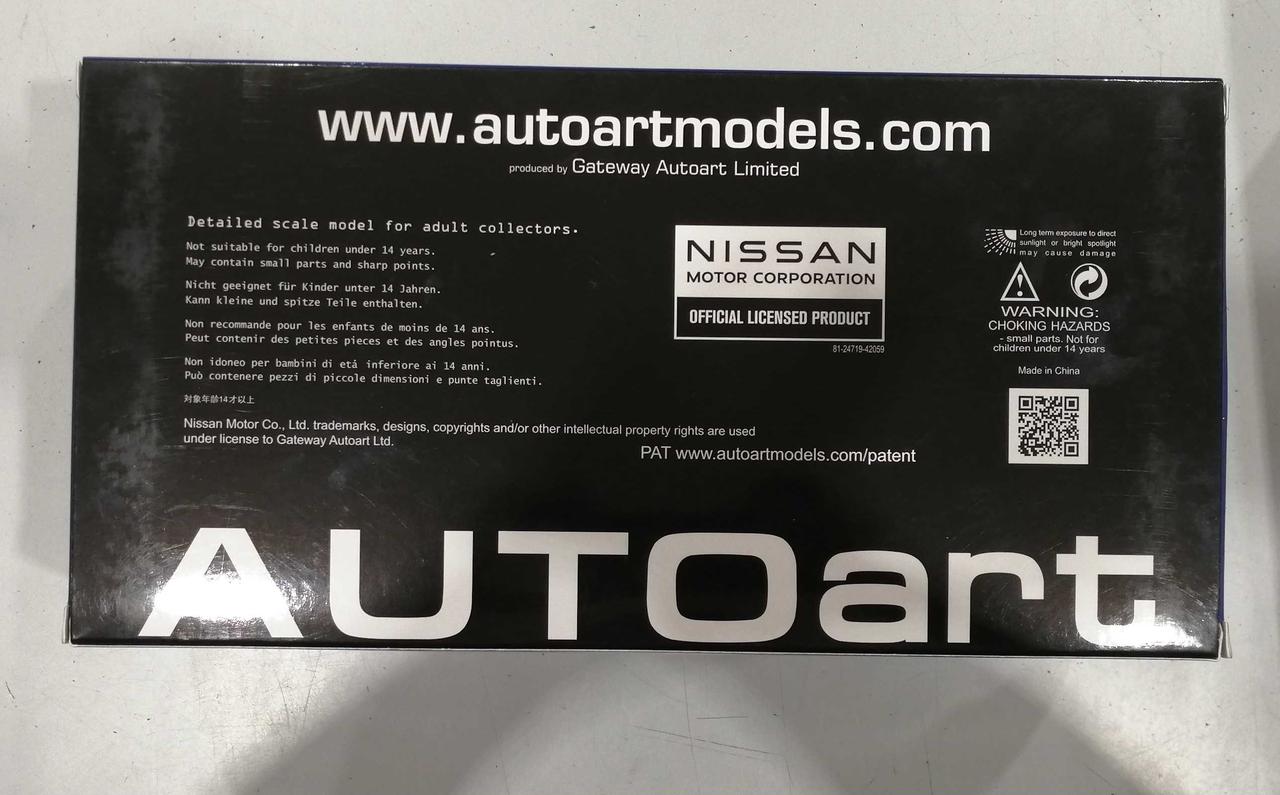 www.autoartmodels.com
produced by Gateway Autoart Limited
Detailed scale model for adult collectors.
Not suitable for children under 14 years.
May contain small parts and sharp points.
Nicht geeignet für Kinder unter 14 Jahren.
Kann kleine und spitze Teile enthalten.
Non recommande pour les enfants de moins de 14 ans.
Peut contenir des petites pieces et des angles pointus.
Non idoneo per bambini di etá inferiore ai 14 anni.
Può contenere pezzi di piccole dimensioni e punte taglienti.
対象年齢14才以上
Nissan Motor Co., Ltd. trademarks, designs, copyrights and/or other intellectual property rights are used
under license to Gateway Autoart Ltd.
PAT www.autoartmodels.com/patent
NISSAN
MOTOR CORPORATION
OFFICIAL LICENSED PRODUCT
81-24719-42059
Long term exposure to direct
sunlight or bright spotlight
may cause damage
WARNING:
CHOKING HAZARDS
- small parts. Not for
children under 14 years
Made in China
AUTOart